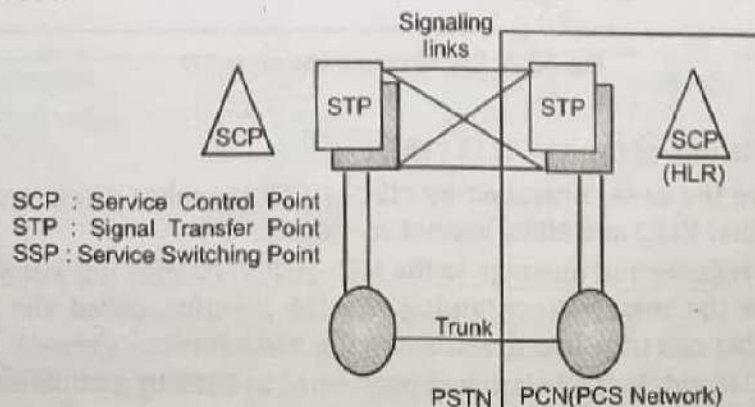 Signaling
links
STP
STP
SCP
SCP
(HLR)
SCP : Service Control Point
STP : Signal Transfer Point
SSP : Service Switching Point
Trunk
PSTN
PCN(PCS Network)